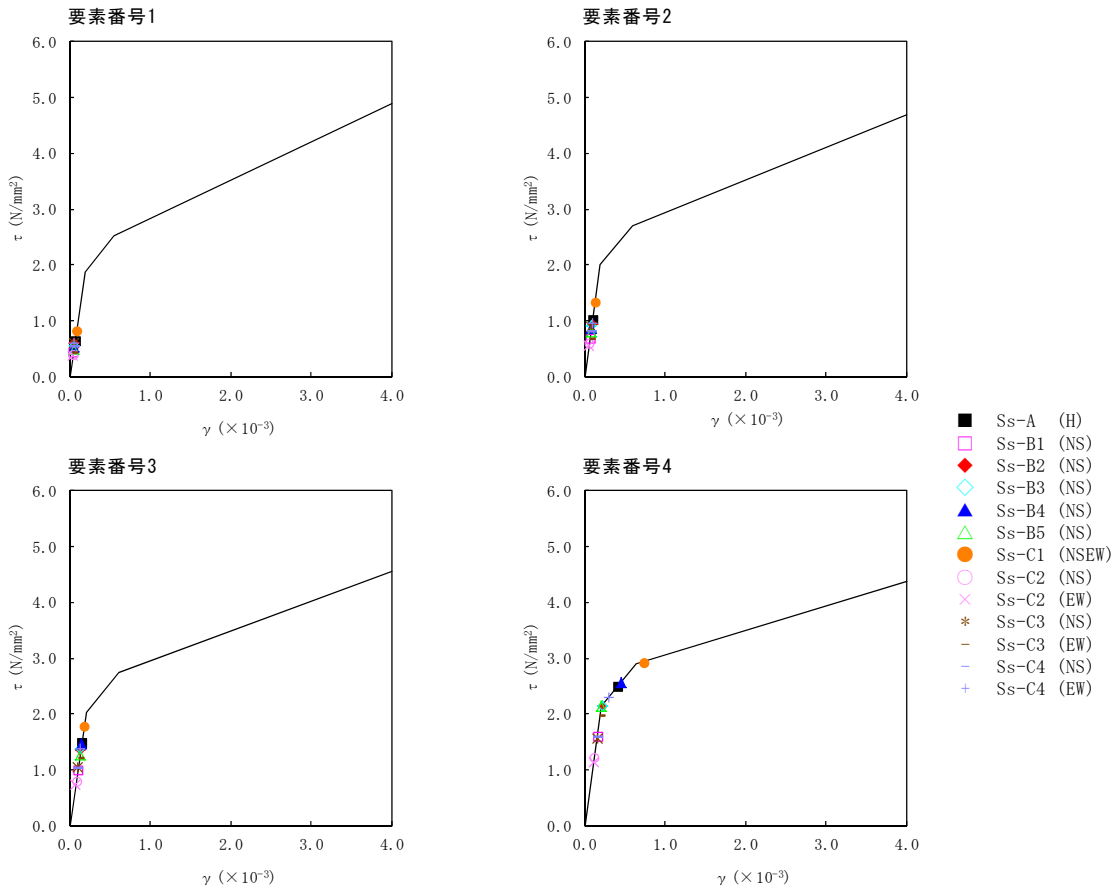 要素番号1
6.0
5.0
4.0
3.0
2.0
1.0
0.0
τ (N/mm²)
0.0 1.0 2.0 3.0 4.0
γ (×10⁻³)
要素番号2
6.0
5.0
4.0
3.0
2.0
1.0
0.0
τ (N/mm²)
0.0 1.0 2.0 3.0 4.0
γ (×10⁻³)
要素番号3
6.0
5.0
4.0
3.0
2.0
1.0
0.0
τ (N/mm²)
0.0 1.0 2.0 3.0 4.0
γ (×10⁻³)
要素番号4
6.0
5.0
4.0
3.0
2.0
1.0
0.0
τ (N/mm²)
0.0 1.0 2.0 3.0 4.0
γ (×10⁻³)
Ss-A (H)
Ss-B1 (NS)
Ss-B2 (NS)
Ss-B3 (NS)
Ss-B4 (NS)
Ss-B5 (NS)
Ss-C1 (NSEW)
Ss-C2 (NS)
Ss-C2 (EW)
Ss-C3 (NS)
Ss-C3 (EW)
Ss-C4 (NS)
Ss-C4 (EW)